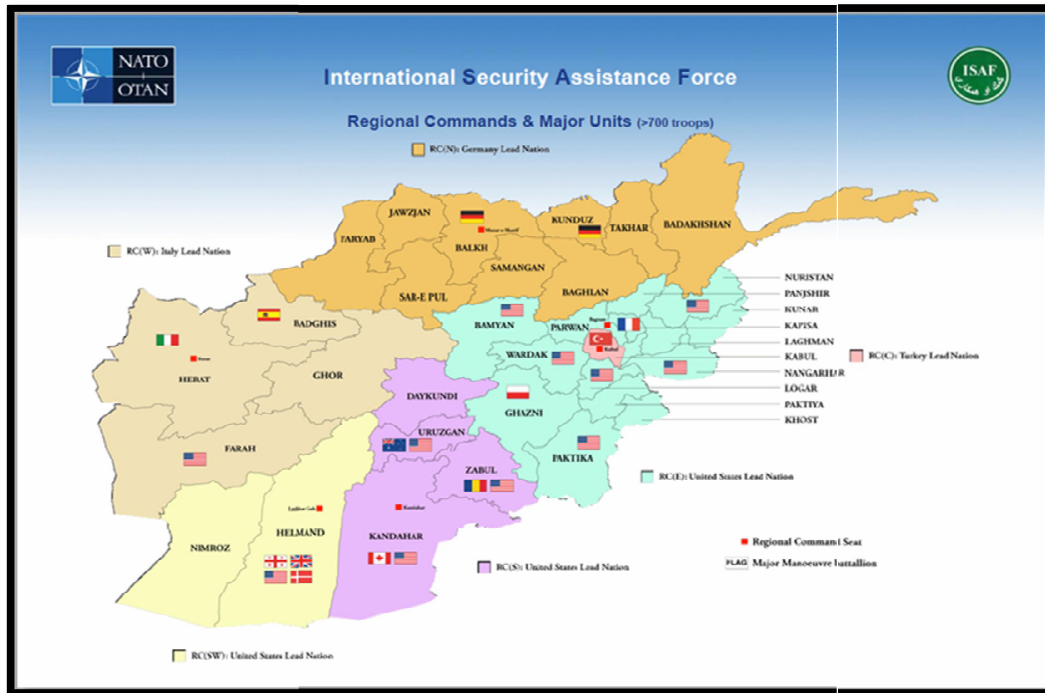 NATO
OTAN
International Security Assistance Force
ISAF
Regional Commands & Major Units (>700 troops)
RC(N): Germany Lead Nation
JAWZJAN
FARYAB
BALKH
KUNDUZ
TAKHAR
BADAKHSHAN
SAMANGAN
SAR-E PUL
BAGHLAN
RC(W): Italy Lead Nation
BADGHIS
HERAT
GHOR
FARAH
BAMYAN
PARWAN
WARDAK
GHAZNI
PAKTIKA
NURISTAN
PANJSHIR
KUNAR
KAPISA
LAGHMAN
KABUL
RC(C): Turkey Lead Nation
NANGARHAR
LOGAR
PAKTIYA
KHOST
DAYKUNDI
URUZGAN
ZABUL
Kandahar
KANDAHAR
NIMROZ
HELMAND
RC(E): United States Lead Nation
RC(S): United States Lead Nation
RC(SW): United States Lead Nation
Regional Command Seat
FLAG Major Manoeuvre battallion